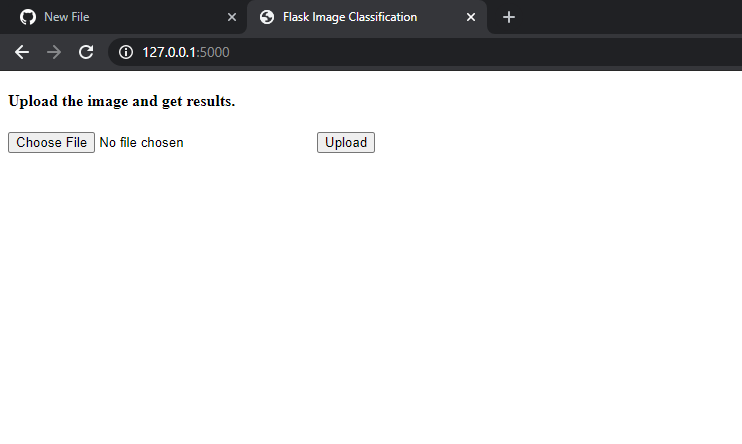 New File
Flask Image Classification
127.0.0.1:5000
Upload the image and get results.
Choose File No file chosen Upload